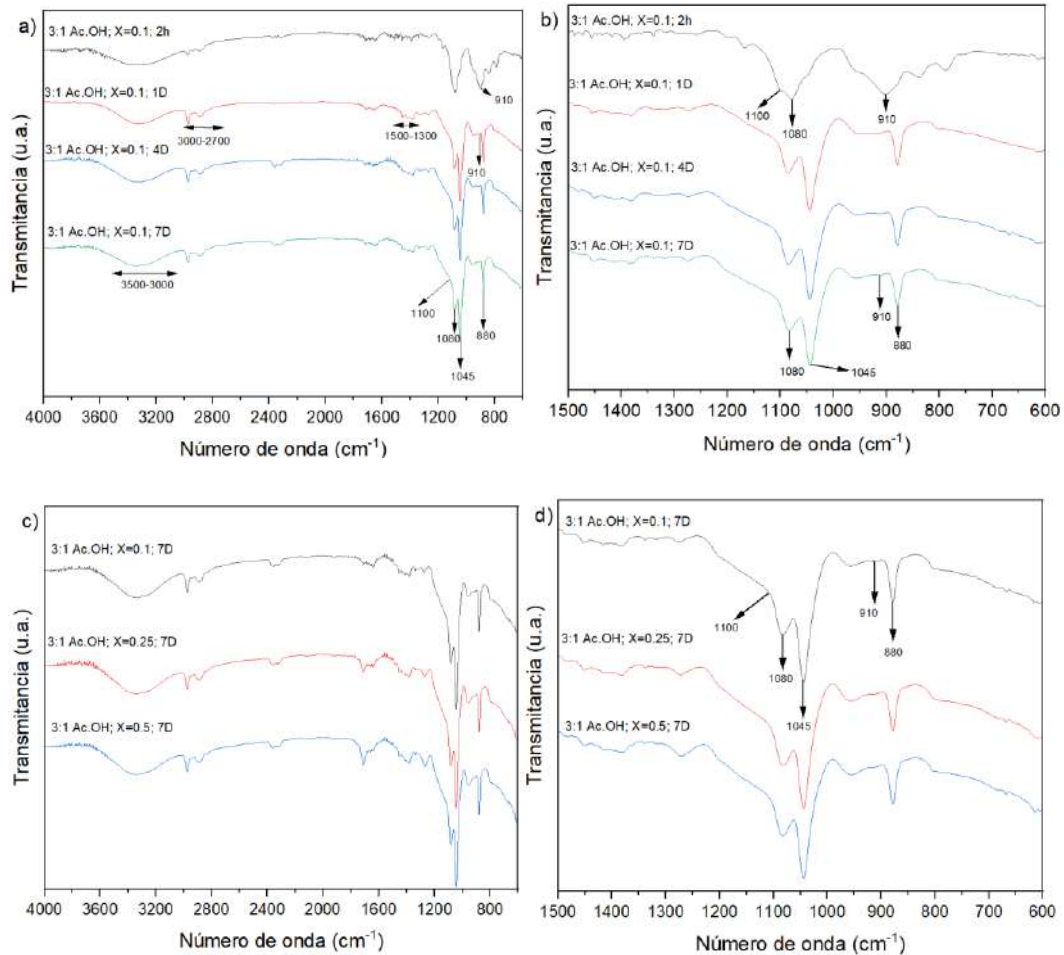 a)
3:1 Ac.OH; X=0.1; 2h
910
3:1 Ac.OH; X=0.1; 1D
3000-2700
1500-1300
910
3:1 Ac.OH; X=0.1; 4D
3:1 Ac.OH; X=0.1; 7D
3500-3000
1100
1080
880
1045
Transmitancia (u.a.)
4000 3600 3200 2800 2400 2000 1600 1200 800
Número de onda (cm-1)
b)
3:1 Ac.OH; X=0.1; 2h
1100
1080
910
3:1 Ac.OH; X=0.1; 1D
3:1 Ac.OH; X=0.1; 4D
3:1 Ac.OH; X=0.1; 7D
910
880
1080
1045
Transmitancia (u.a.)
1500 1400 1300 1200 1100 1000 900 800 700 600
Número de onda (cm-1)
c)
3:1 Ac.OH; X=0.1; 7D
3:1 Ac.OH; X=0.25; 7D
3:1 Ac.OH; X=0.5; 7D
Transmitancia (u.a.)
4000 3600 3200 2800 2400 2000 1600 1200 800
Número de onda (cm-1)
d)
3:1 Ac.OH; X=0.1; 7D
910
1100
880
1080
3:1 Ac.OH; X=0.25; 7D
1045
3:1 Ac.OH; X=0.5; 7D
Transmitancia (u.a.)
1500 1400 1300 1200 1100 1000 900 800 700 600
Número de onda (cm-1)